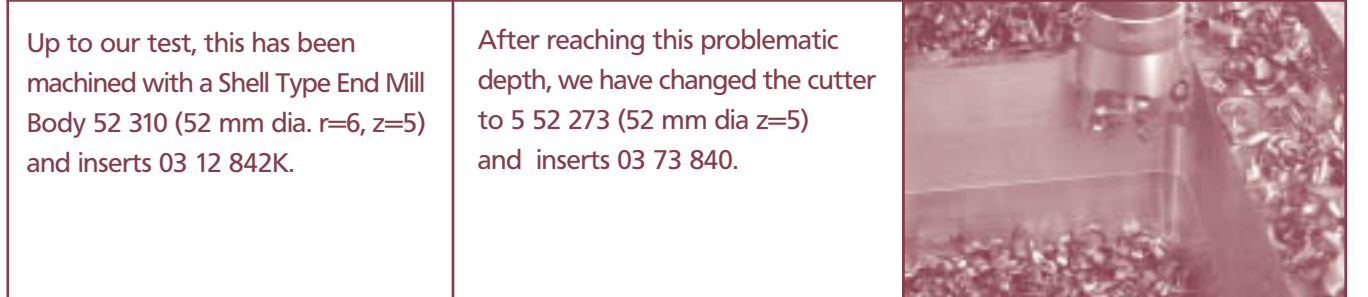 Up to our test, this has been
machined with a Shell Type End Mill
Body 52 310 (52 mm dia. r=6, z=5)
and inserts 03 12 842K.
After reaching this problematic
depth, we have changed the cutter
to 5 52 273 (52 mm dia z=5)
and inserts 03 73 840.